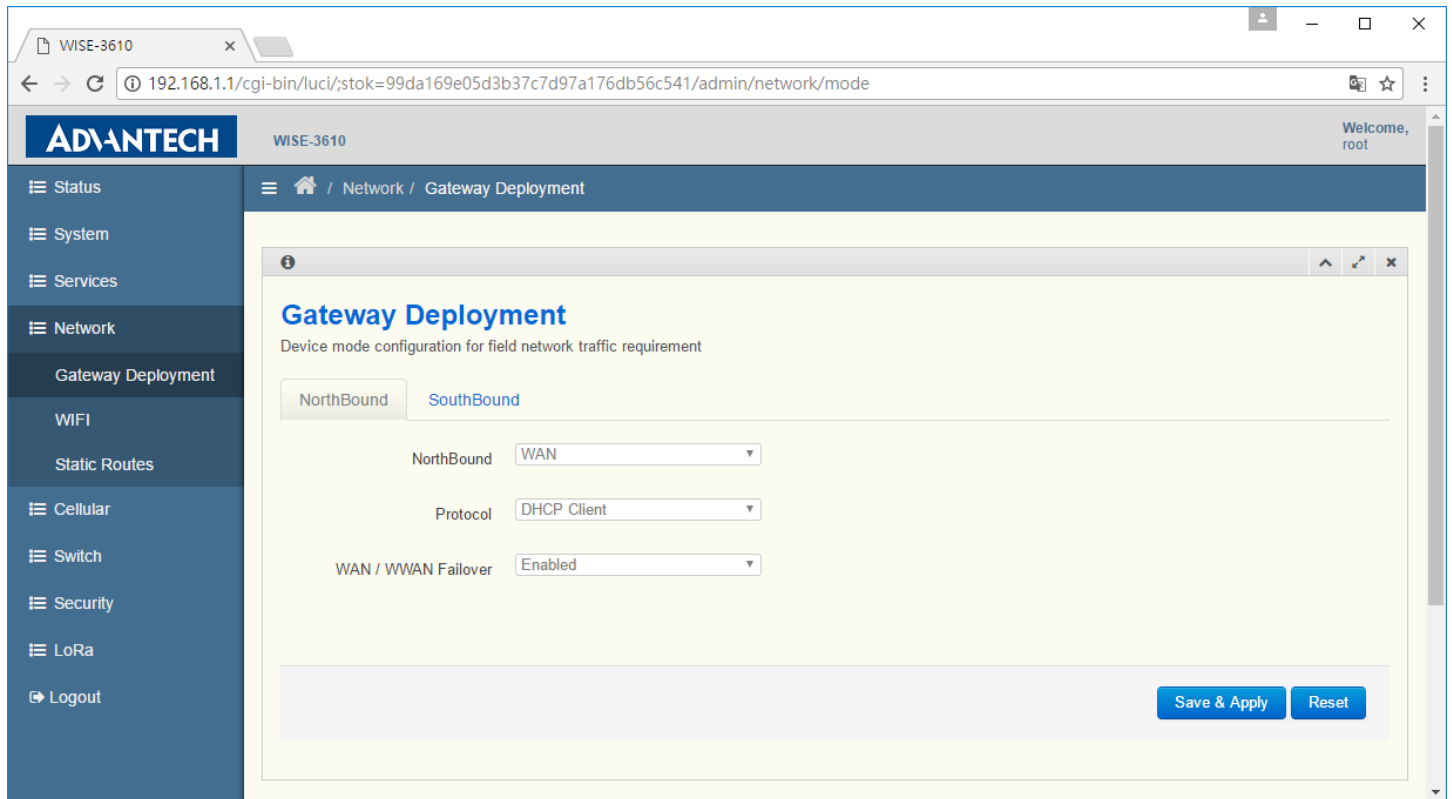 WISE-3610
192.168.1.1/cgi-bin/luci/;stok=99da169e05d3b37c7d97a176db56c541/admin/network/mode
ADVANTECH
WISE-3610
Welcome,
root
Status
/ Network / Gateway Deployment
System
Services
Network
Gateway Deployment
WIFI
Static Routes
Cellular
Switch
Security
LoRa
Logout
Gateway Deployment
Device mode configuration for field network traffic requirement
NorthBound SouthBound
NorthBound WAN
Protocol DHCP Client
WAN / WWAN Failover Enabled
Save & Apply Reset